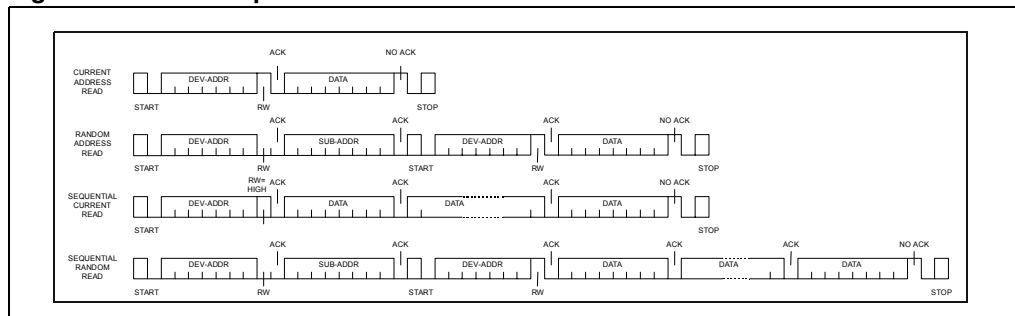 ACK NO ACK
CURRENT
ADDRESS
READ
DEV-ADDR DATA
START RW STOP
ACK ACK ACK NO ACK
RANDOM
ADDRESS
READ
DEV-ADDR SUB-ADDR DEV-ADDR DATA
START RW START RW STOP
RW=
HIGH
ACK ACK ACK NO ACK
SEQUENTIAL
CURRENT
READ
DEV-ADDR DATA DATA DATA
START STOP
ACK ACK ACK ACK ACK NO ACK
SEQUENTIAL
RANDOM
READ
DEV-ADDR SUB-ADDR DEV-ADDR DATA DATA DATA
START RW START RW STOP